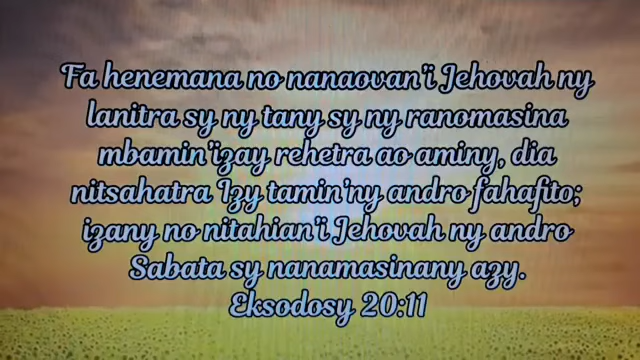 Fa henemana no nanaovan'i Jehovah ny
lanitra sy ny tany sy ny ranomasina
mbamin'izay rehetra ao aminy, dia
nitsahatra Izy tamin'ny andro fahafito;
izany no nitahian'i Jehovah ny andro
Sabata sy nanamasinany azy.
Eksodosy 20:11